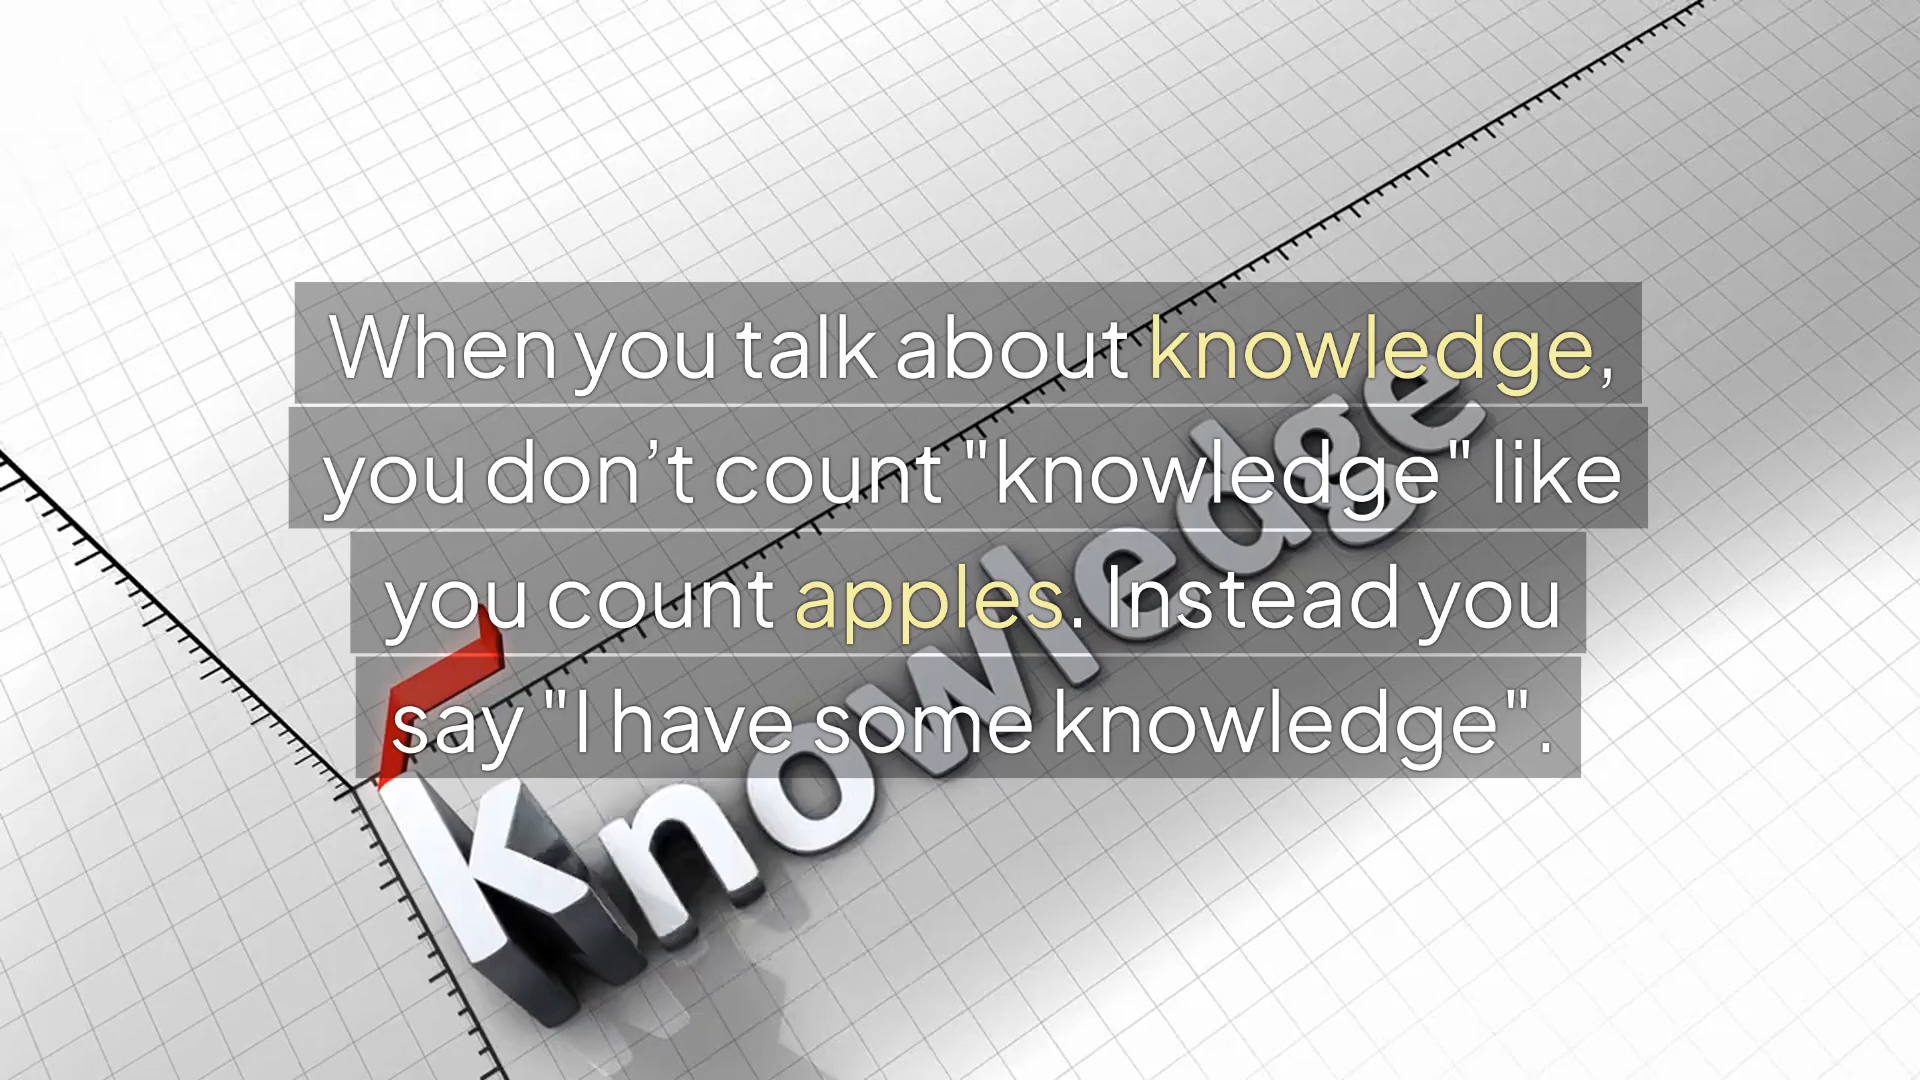 When you talk about knowledge,
you don’t count "knowledge" like
you count apples. Instead you
say "I have some knowledge".
Knowledge